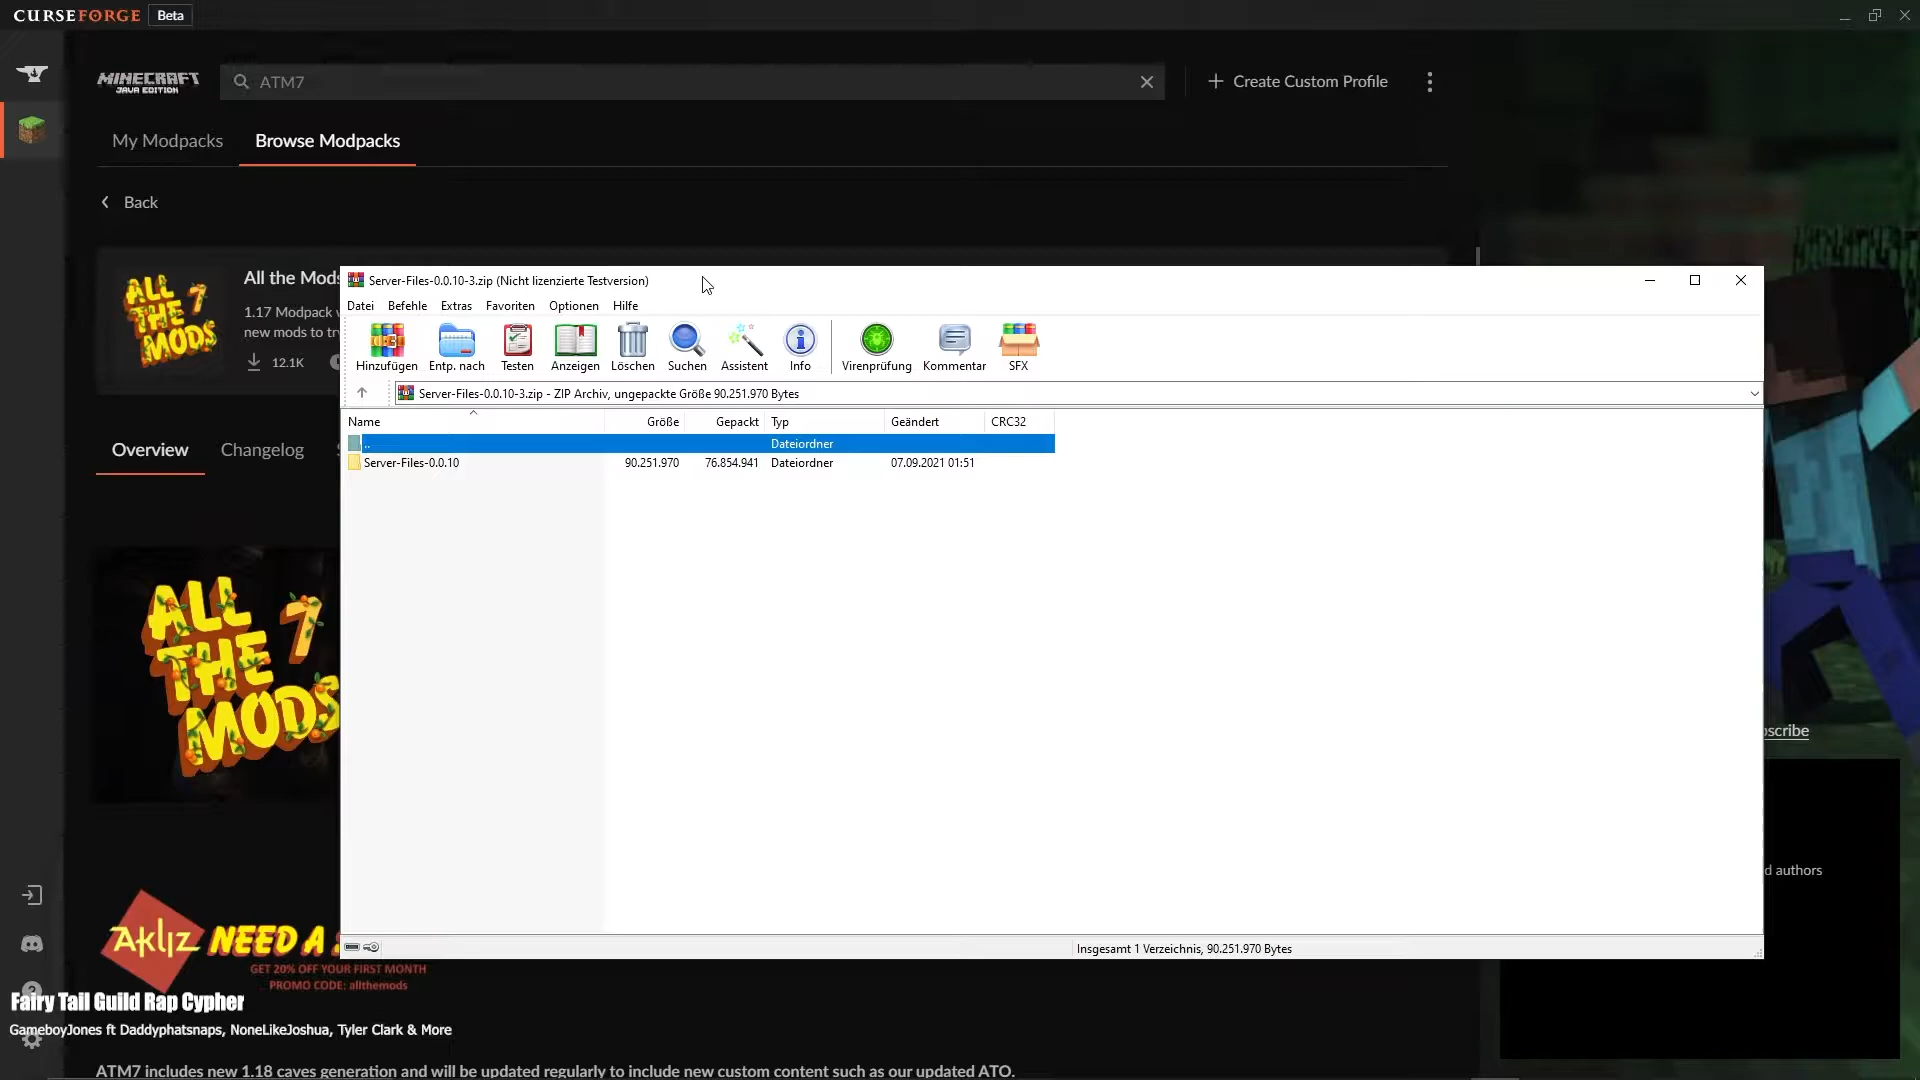 CURSEFORGE Beta
MINECRAFT
JAVA EDITION
ATM7
Create Custom Profile
My Modpacks
Browse Modpacks
Back
All the Mods
1.17 Modpack
new mods to
12.1K
ALL THE MODS 7
Server-Files-0.0.10-3.zip (Nicht lizenzierte Testversion)
Datei Befehle Extras Favoriten Optionen Hilfe
Hinzufügen Entp. nach Testen Anzeigen Löschen Suchen Assistent Info Virenprüfung Kommentar SFX
Server-Files-0.0.10-3.zip - ZIP Archiv, ungepackte Größe 90.251.970 Bytes
Name Größe Gepackt Typ Geändert CRC32
.. Dateiordner
Server-Files-0.0.10 90.251.970 76.854.941 Dateiordner 07.09.2021 01:51
Overview
Changelog
ALL
THE
MODS
7
scribe
authors
Akliz NEED A
GET 20% OFF YOUR FIRST MONTH
PROMO CODE: allthemods
Insgesamt 1 Verzeichnis, 90.251.970 Bytes
Fairy Tail Guild Rap Cypher
GameboyJones ft Daddyphatsnaps, NoneLikeJoshua, Tyler Clark & More
ATM7 includes new 1.18 caves generation and will be updated regularly to include new custom content such as our updated ATO.